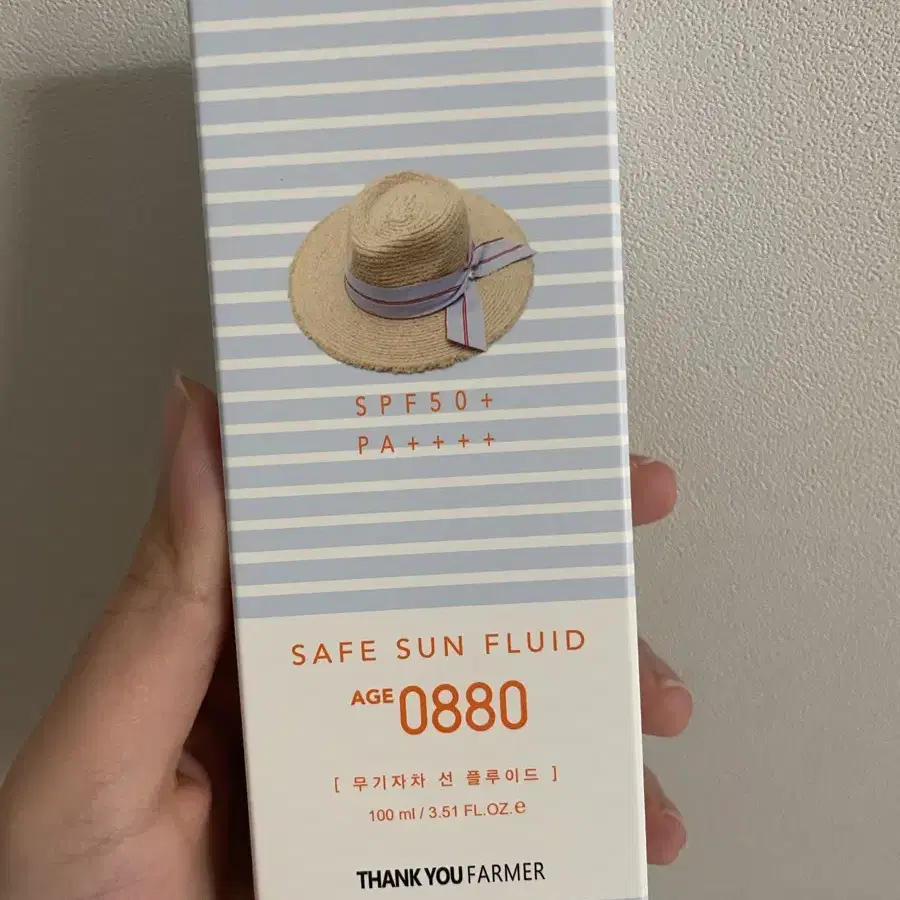 SPF50+
PA++++
SAFE SUN FLUID
AGE 0880
[ 무기자차 선 플루이드 ]
100 ml / 3.51 FL.OZ.e
THANK YOU FARMER